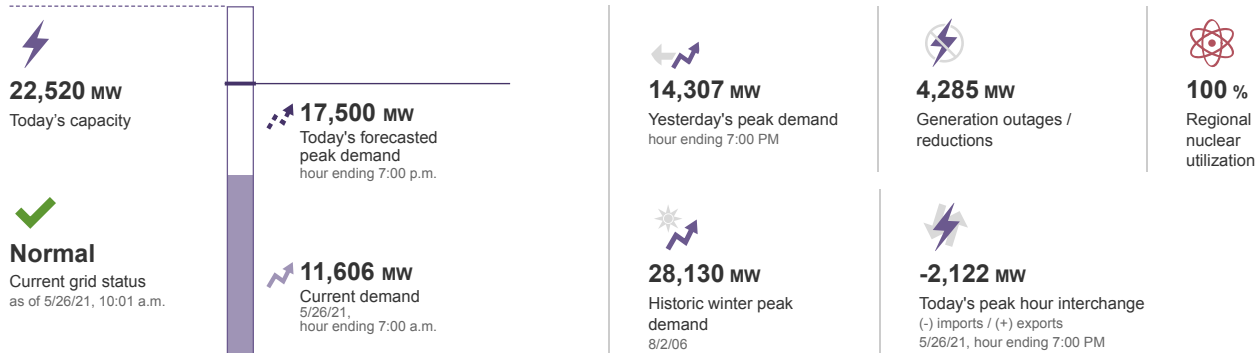 22,520 MW
Today's capacity
Normal
Current grid status
as of 5/26/21, 10:01 a.m.
17,500 MW
Today's forecasted
peak demand
hour ending 7:00 p.m.
11,606 MW
Current demand
5/26/21,
hour ending 7:00 a.m.
14,307 MW
Yesterday's peak demand
hour ending 7:00 PM
4,285 MW
Generation outages /
reductions
100 %
Regional
nuclear
utilization
28,130 MW
Historic winter peak
demand
8/2/06
-2,122 MW
Today's peak hour interchange
(-) imports / (+) exports
5/26/21, hour ending 7:00 PM